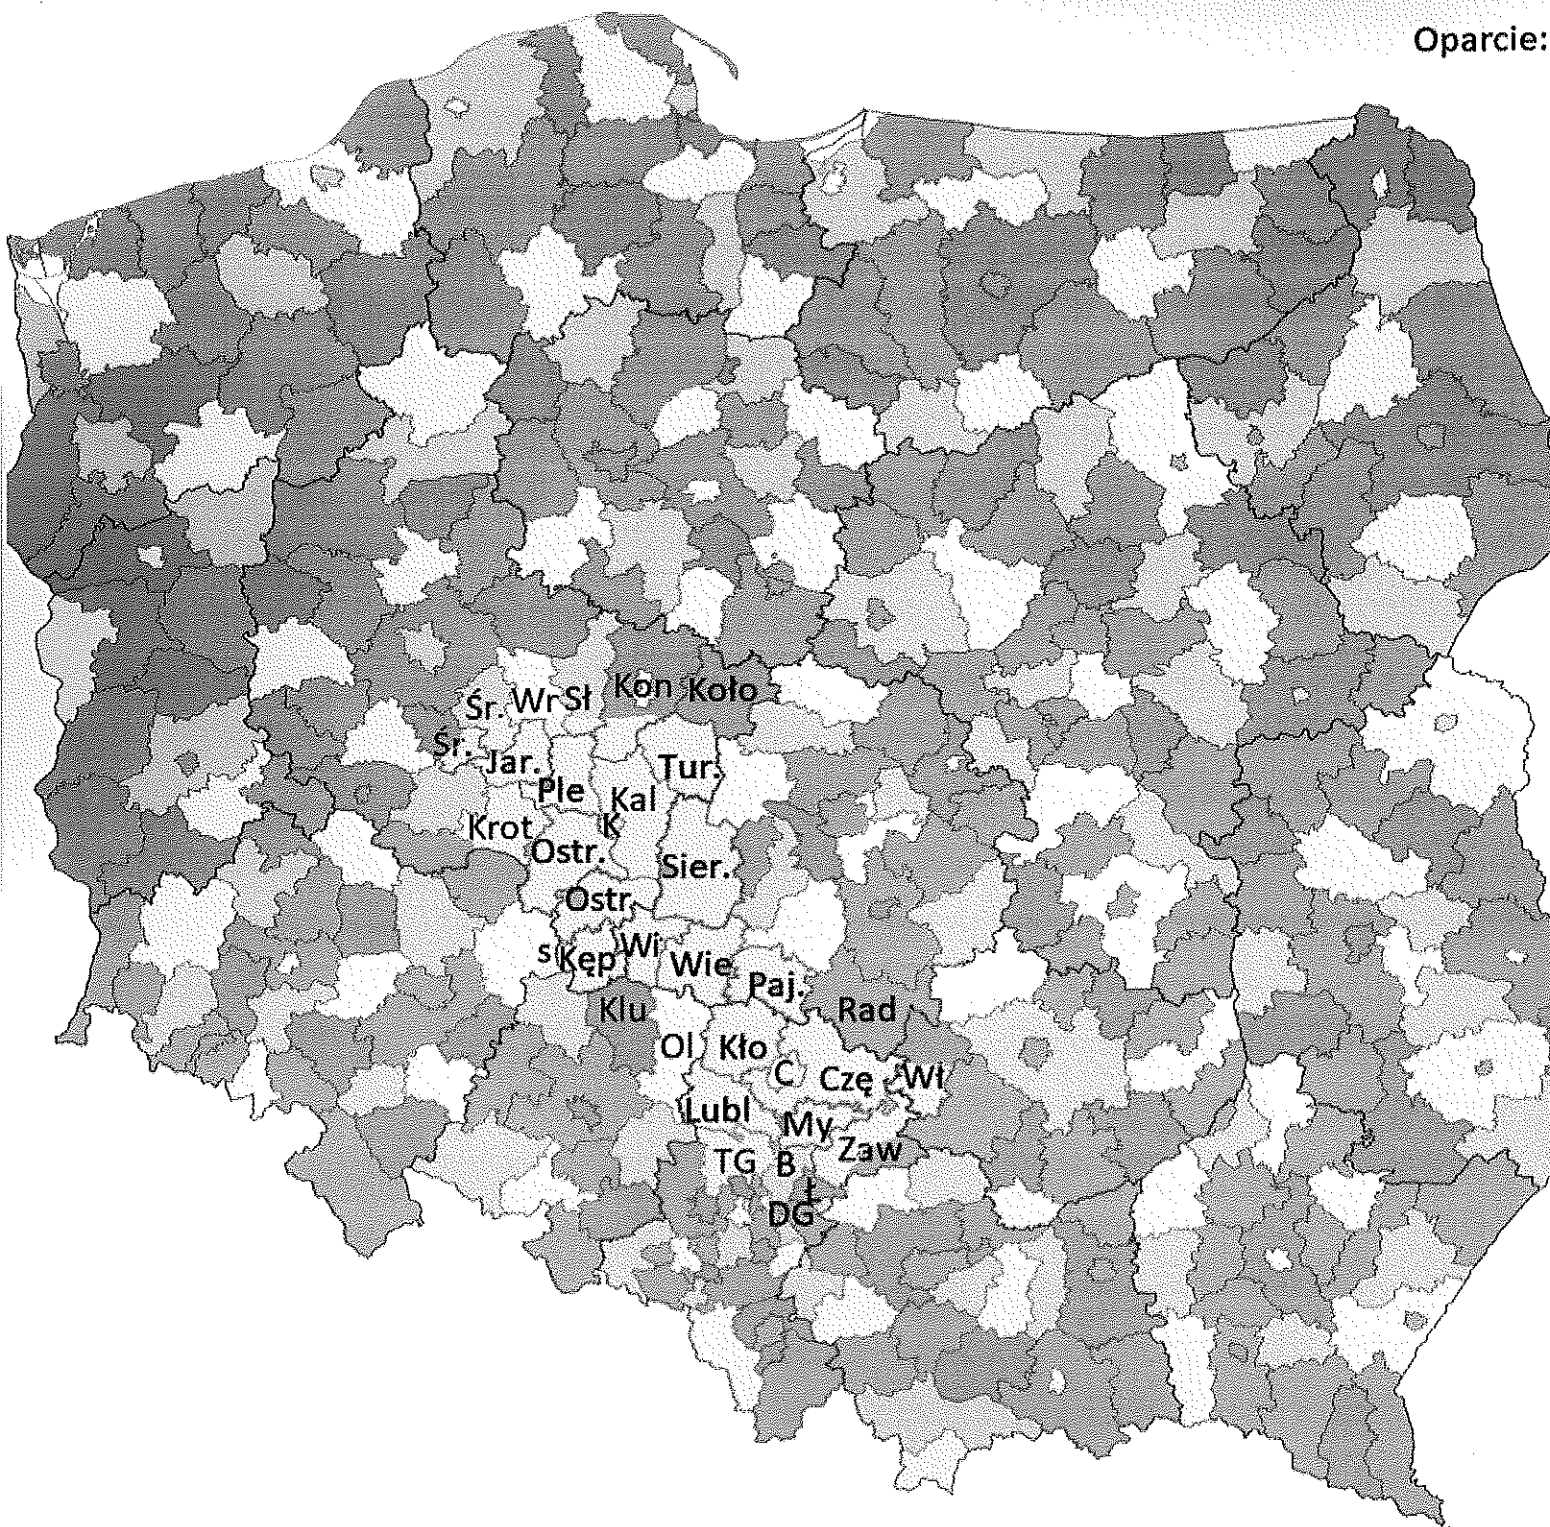 Oparcie:
Śr. Wr Sł Kon Koło
Śr. Jar. Tur.
Ple Kal
Krot K
Ostr. Sier.
Ostr.
s Kęp Wi Wie
Paj.
Klu Rad
Ol Kło
C Czę Wł
Lubl My
TG B Zaw
Ł
DG